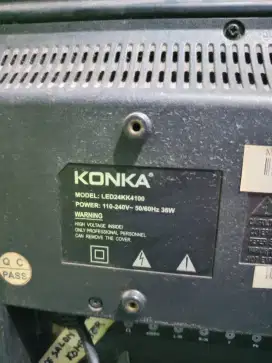 KONKA®
MODEL: LED24KK4100
POWER: 110-240V~ 50/60Hz 36W
WARNING
HIGH VOLTAGE INSIDE!
ONLY PROFESSIONAL PERSONNEL
CAN REMOVE THE COVER.
QC
PASS